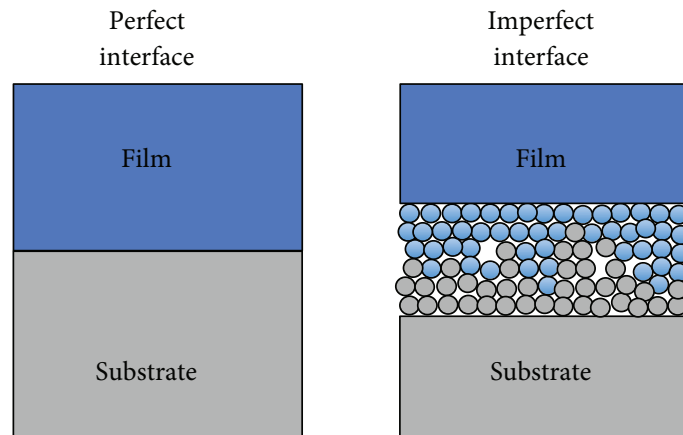 Perfect
interface
Film
Substrate
Imperfect
interface
Film
Substrate